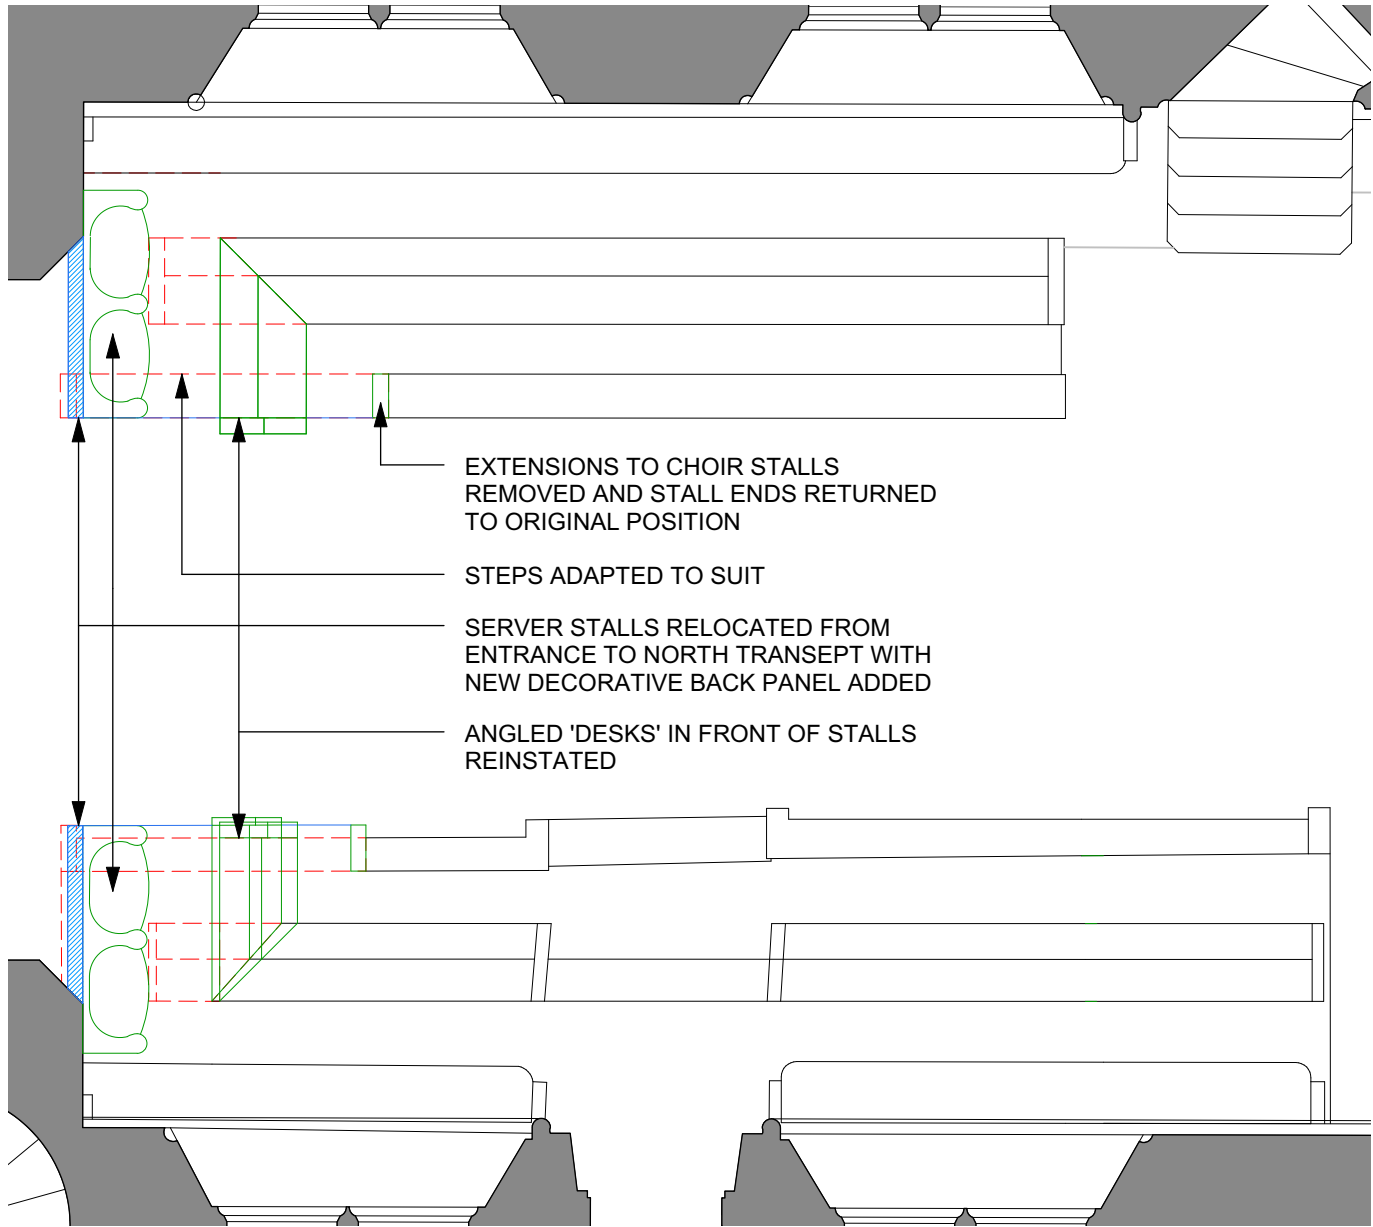 EXTENSIONS TO CHOIR STALLS
REMOVED AND STALL ENDS RETURNED
TO ORIGINAL POSITION
STEPS ADAPTED TO SUIT
SERVER STALLS RELOCATED FROM
ENTRANCE TO NORTH TRANSEPT WITH
NEW DECORATIVE BACK PANEL ADDED
ANGLED 'DESKS' IN FRONT OF STALLS
REINSTATED